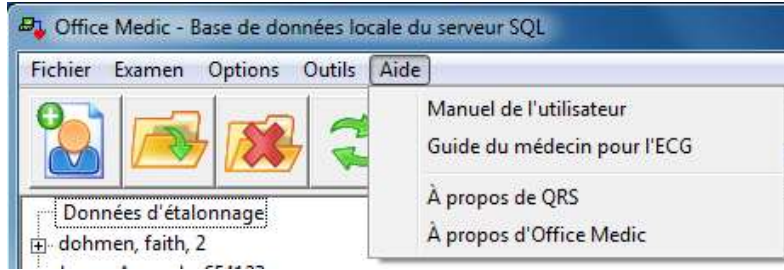 Office Medic - Base de données locale du serveur SQL
Fichier Examen Options Outils Aide
Manuel de l'utilisateur
Guide du médecin pour l'ECG
À propos de QRS
À propos d'Office Medic
Données d'étalonnage
dohmen, faith, 2